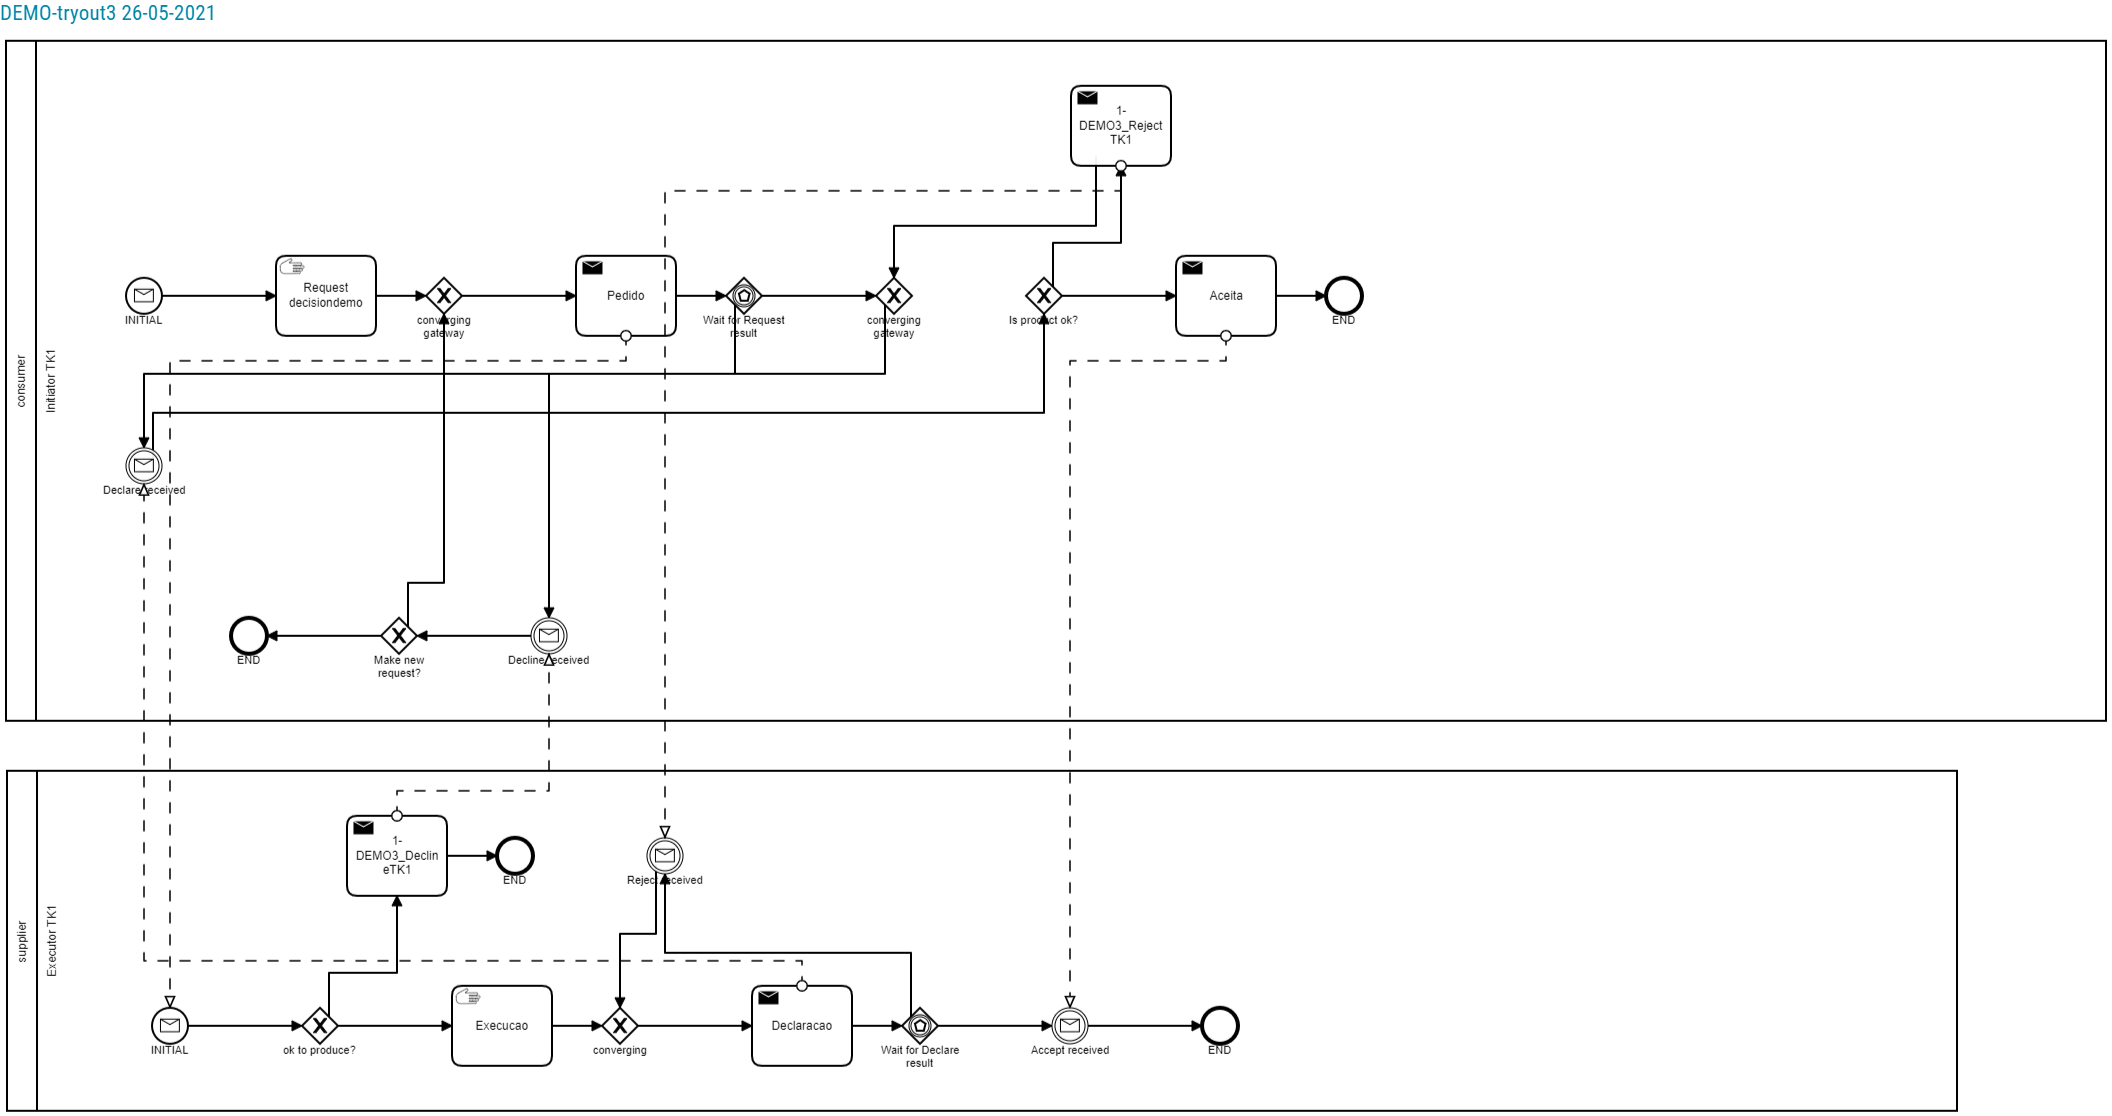 DEMO-tryout3 26-05-2021
consumer
Initiator TK1
1-
DEMO3_Reject
TK1
INITIAL
Request
decisiondemo
converging
gateway
Pedido
Wait for Request
result
converging
gateway
Is product ok?
Aceita
END
Declare received
END
Make new
request?
Decline received
supplier
Executor TK1
1-
DEMO3_Declin
eTK1
END
Reject received
INITIAL
ok to produce?
Execucao
converging
Declaracao
Wait for Declare
result
Accept received
END